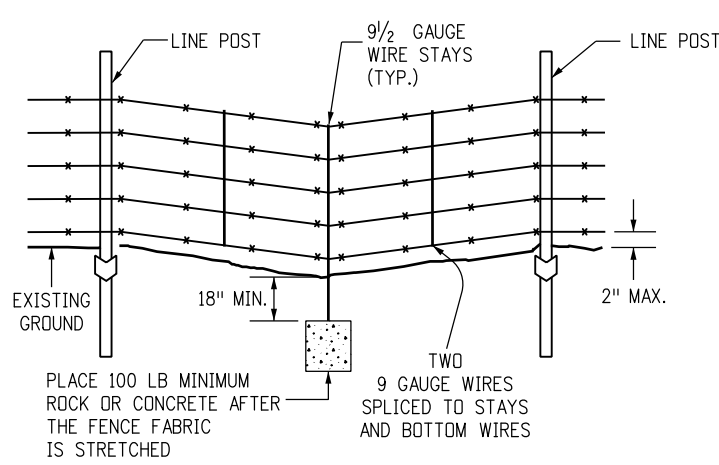 LINE POST
9½ GAUGE
WIRE STAYS
(TYP.)
LINE POST
EXISTING
GROUND
18" MIN.
2" MAX.
PLACE 100 LB MINIMUM
ROCK OR CONCRETE AFTER
THE FENCE FABRIC
IS STRETCHED
TWO
9 GAUGE WIRES
SPLICED TO STAYS
AND BOTTOM WIRES